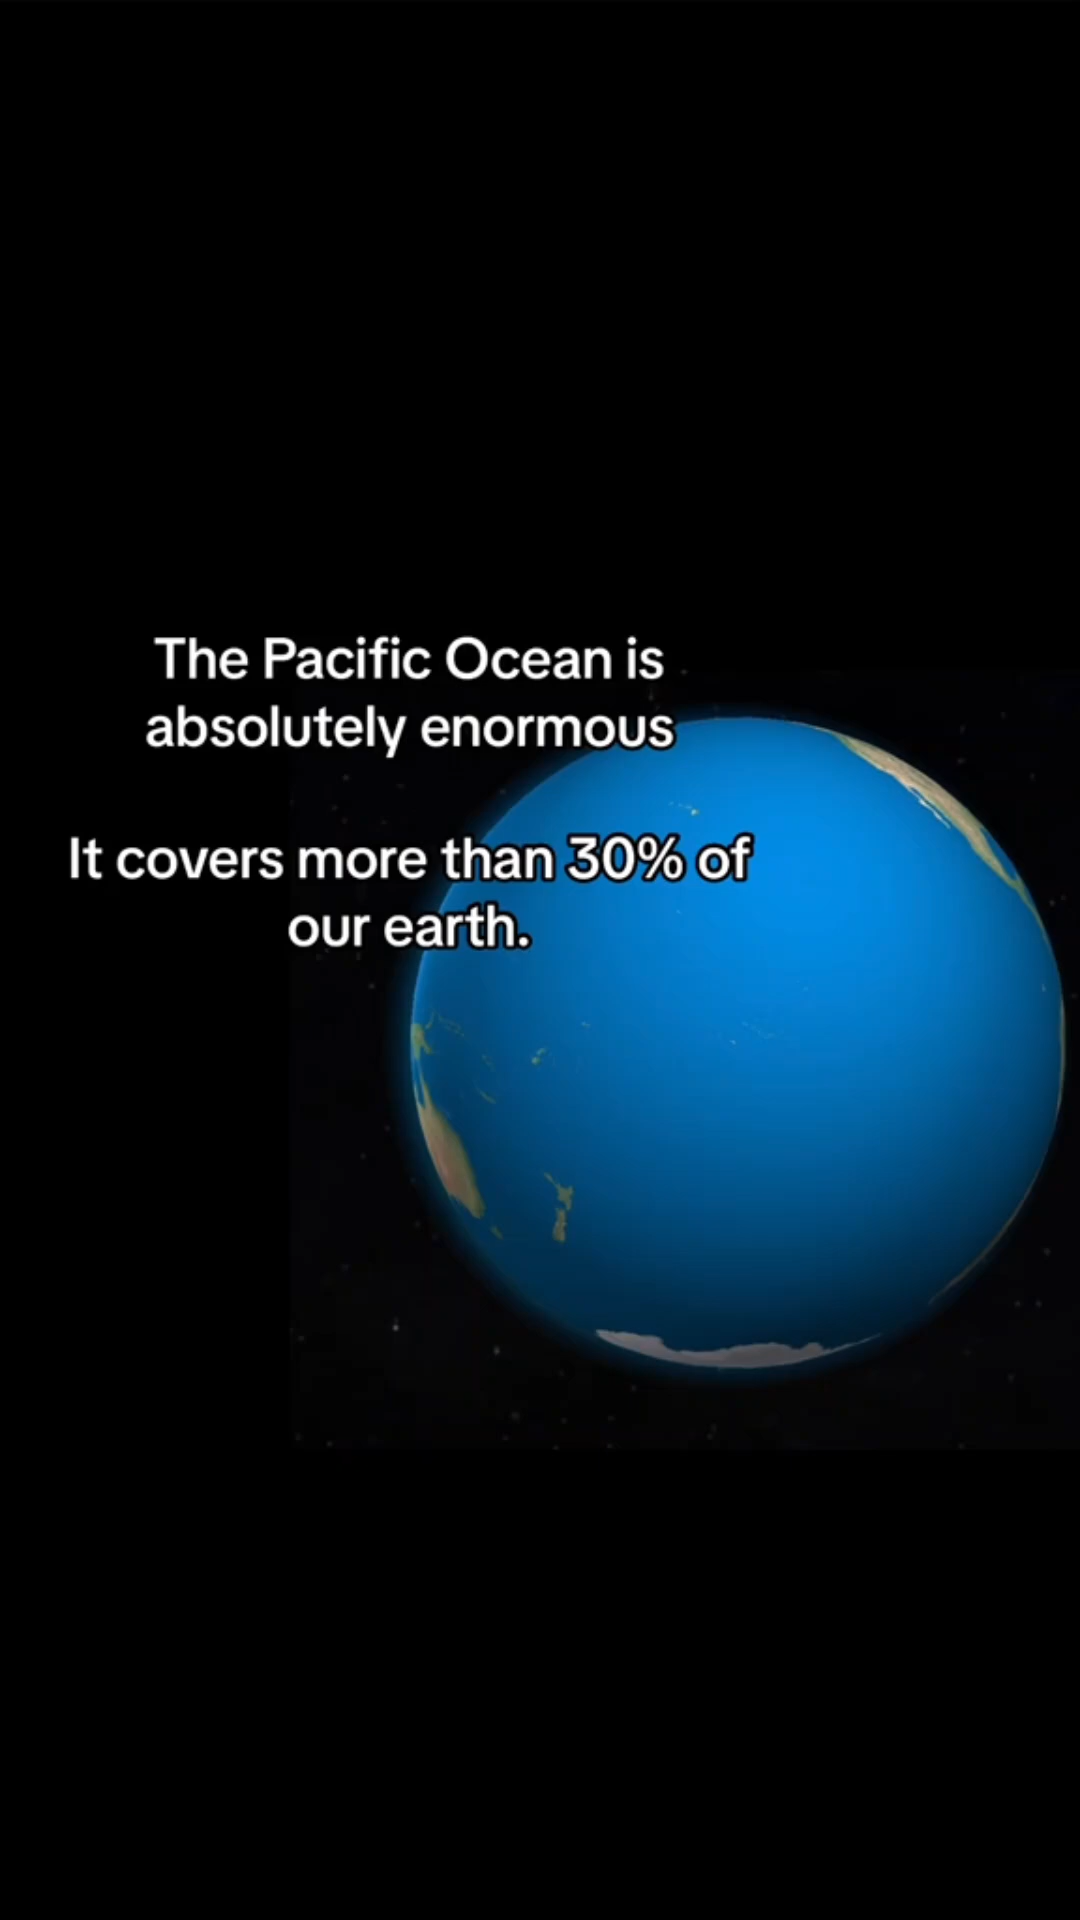 The Pacific Ocean is
absolutely enormous
It covers more than 30% of
our earth.